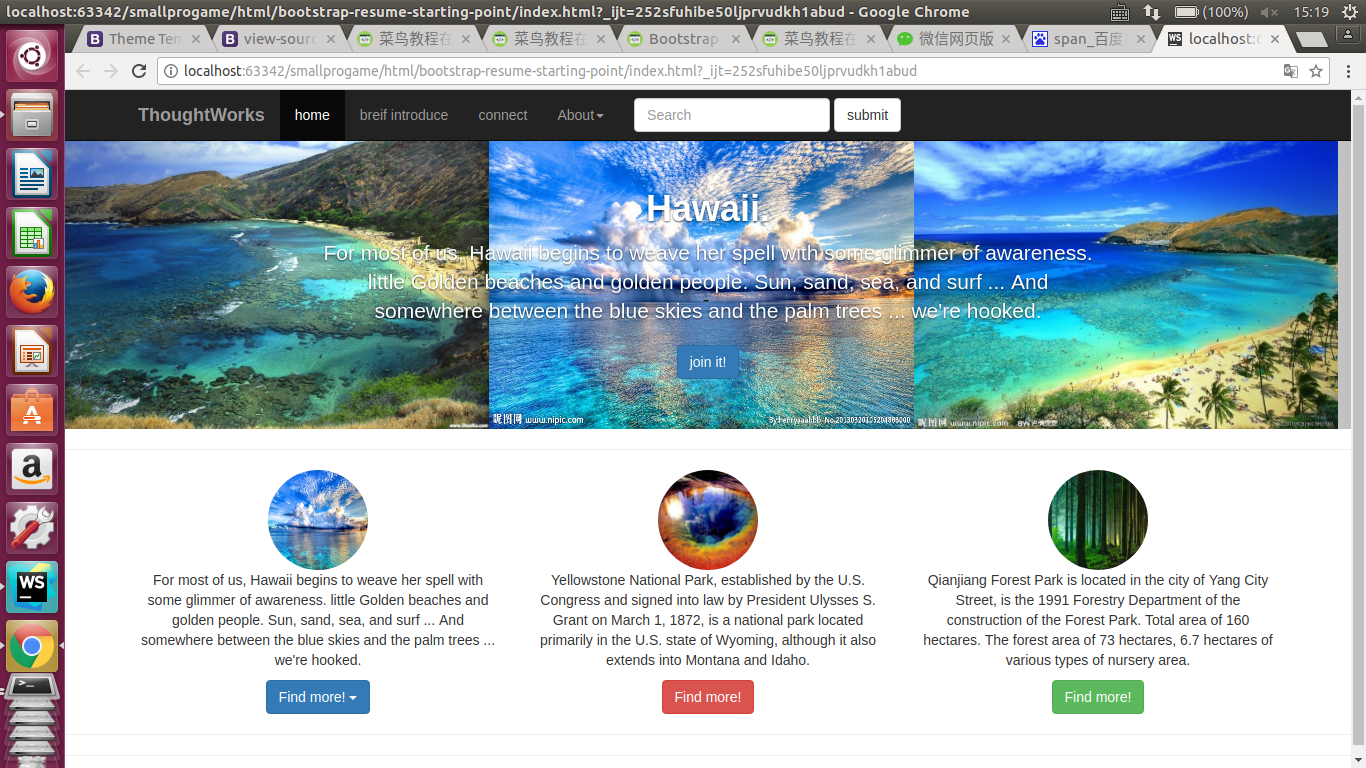 localhost:63342/smallprogame/html/bootstrap-resume-starting-point/index.html?_ijt=252sfuhibe50ljprvudkh1abud - Google Chrome
(100%)
15:19
Theme Tem
view-sourc
菜鸟教程在
菜鸟教程在
Bootstrap
菜鸟教程在
微信网页版
span_百度
localhost:6
localhost:63342/smallprogame/html/bootstrap-resume-starting-point/index.html?_ijt=252sfuhibe50ljprvudkh1abud
ThoughtWorks
home
breif introduce
connect
About
Search
submit
Hawaii.
For most of us, Hawaii begins to weave her spell with some glimmer of awareness.
little Golden beaches and golden people. Sun, sand, sea, and surf ... And
somewhere between the blue skies and the palm trees ... we're hooked.
join it!
昵图网 www.nipic.com
昵图网 www.nipic.com
For most of us, Hawaii begins to weave her spell with
some glimmer of awareness. little Golden beaches and
golden people. Sun, sand, sea, and surf ... And
somewhere between the blue skies and the palm trees ...
we're hooked.
Find more!
Yellowstone National Park, established by the U.S.
Congress and signed into law by President Ulysses S.
Grant on March 1, 1872, is a national park located
primarily in the U.S. state of Wyoming, although it also
extends into Montana and Idaho.
Find more!
Qianjiang Forest Park is located in the city of Yang City
Street, is the 1991 Forestry Department of the
construction of the Forest Park. Total area of 160
hectares. The forest area of 73 hectares, 6.7 hectares of
various types of nursery area.
Find more!